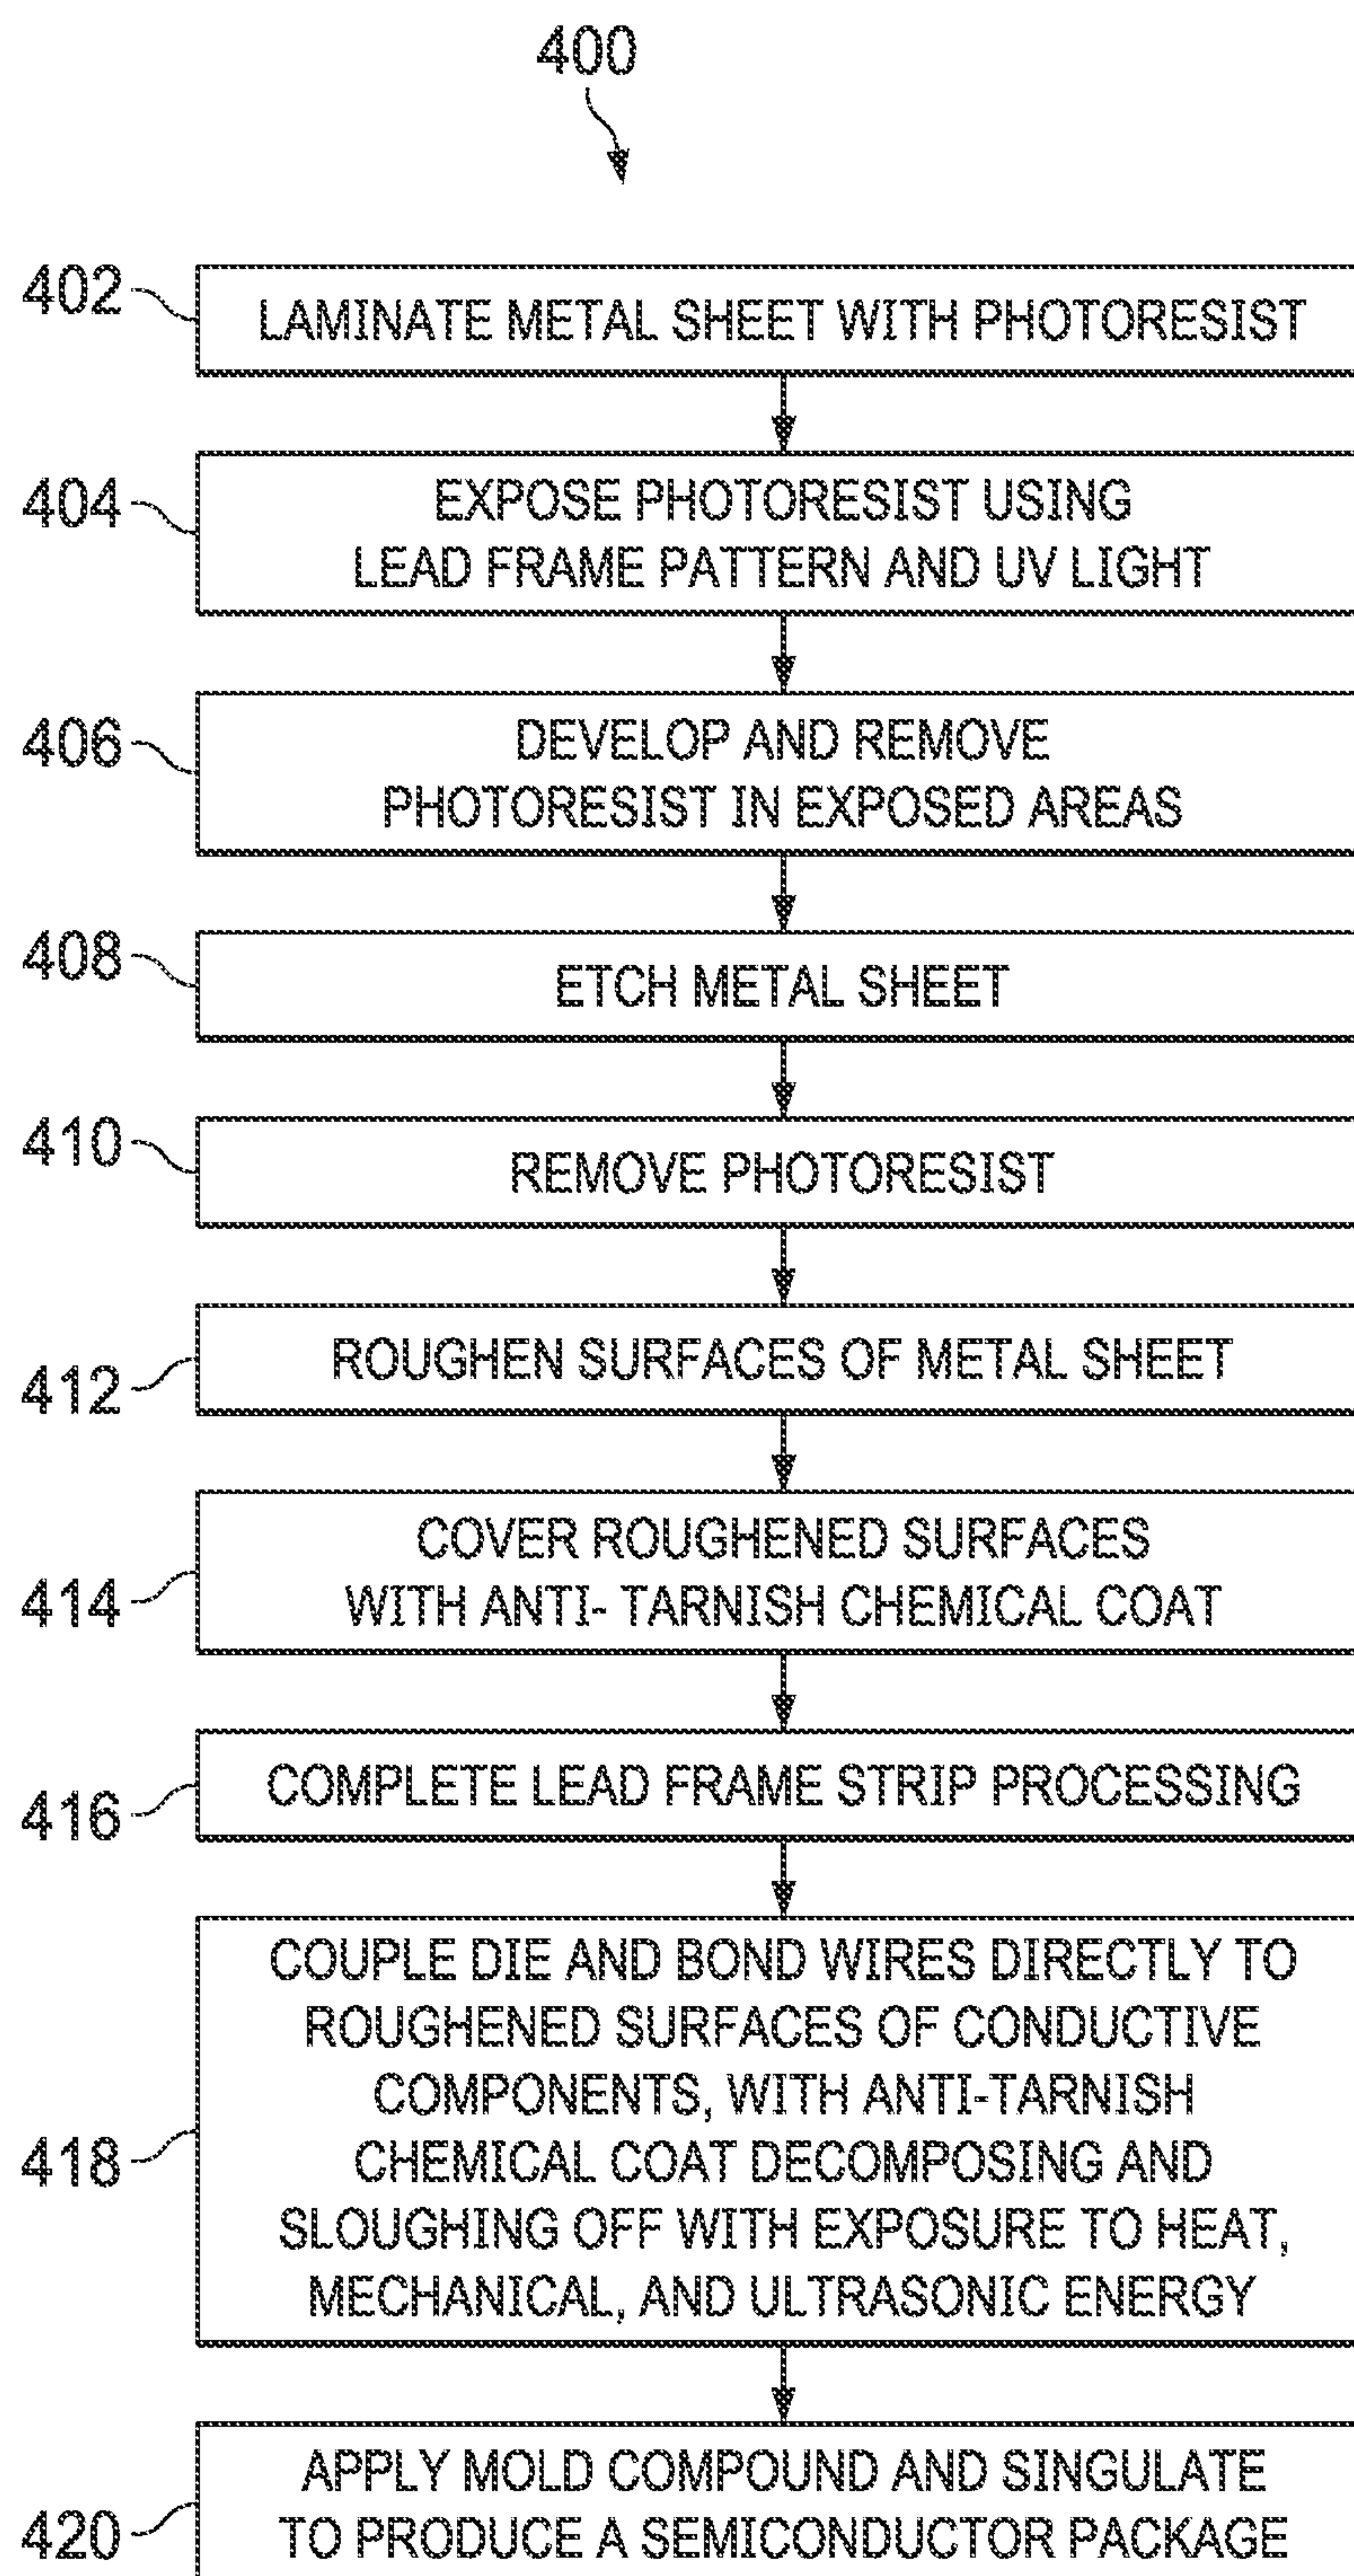 400
402
LAMINATE METAL SHEET WITH PHOTORESIST
404
EXPOSE PHOTORESIST USING
LEAD FRAME PATTERN AND UV LIGHT
406
DEVELOP AND REMOVE
PHOTORESIST IN EXPOSED AREAS
408
ETCH METAL SHEET
410
REMOVE PHOTORESIST
412
ROUGHEN SURFACES OF METAL SHEET
414
COVER ROUGHENED SURFACES
WITH ANTI- TARNISH CHEMICAL COAT
416
COMPLETE LEAD FRAME STRIP PROCESSING
418
COUPLE DIE AND BOND WIRES DIRECTLY TO
ROUGHENED SURFACES OF CONDUCTIVE
COMPONENTS, WITH ANTI-TARNISH
CHEMICAL COAT DECOMPOSING AND
SLOUGHING OFF WITH EXPOSURE TO HEAT,
MECHANICAL, AND ULTRASONIC ENERGY
420
APPLY MOLD COMPOUND AND SINGULATE
TO PRODUCE A SEMICONDUCTOR PACKAGE